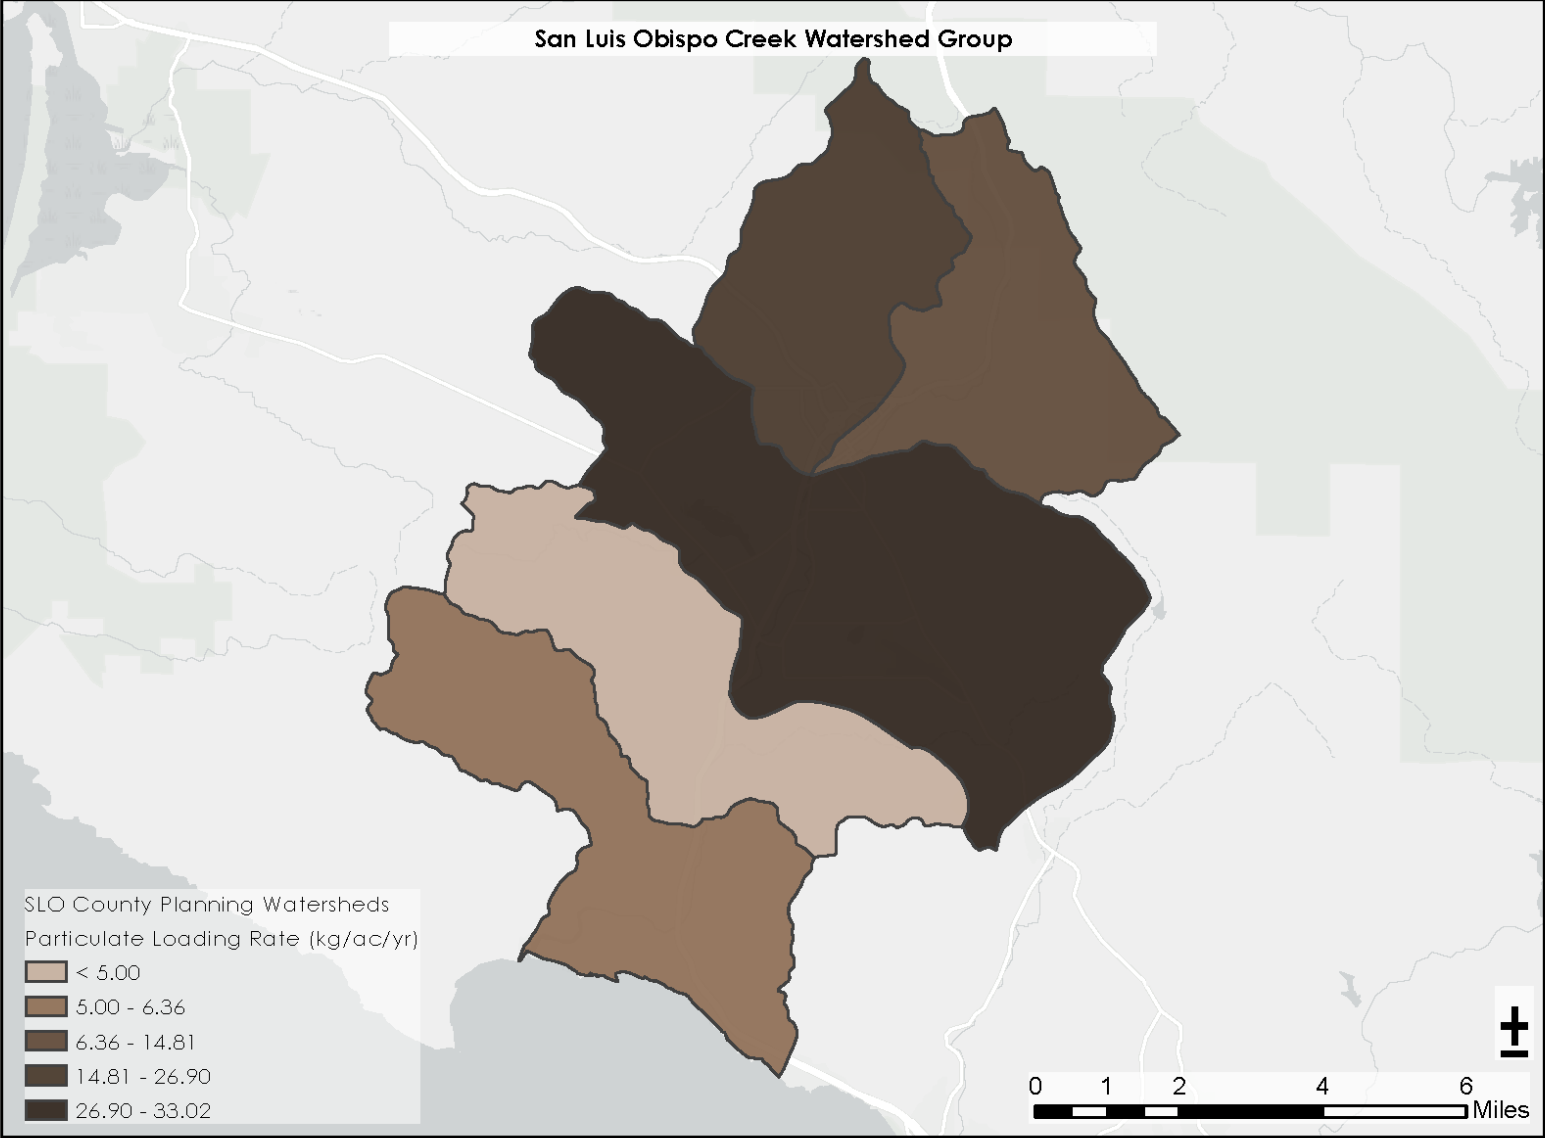 San Luis Obispo Creek Watershed Group
SLO County Planning Watersheds
Particulate Loading Rate (kg/ac/yr)
< 5.00
5.00 - 6.36
6.36 - 14.81
14.81 - 26.90
26.90 - 33.02
0 1 2 4 6
Miles